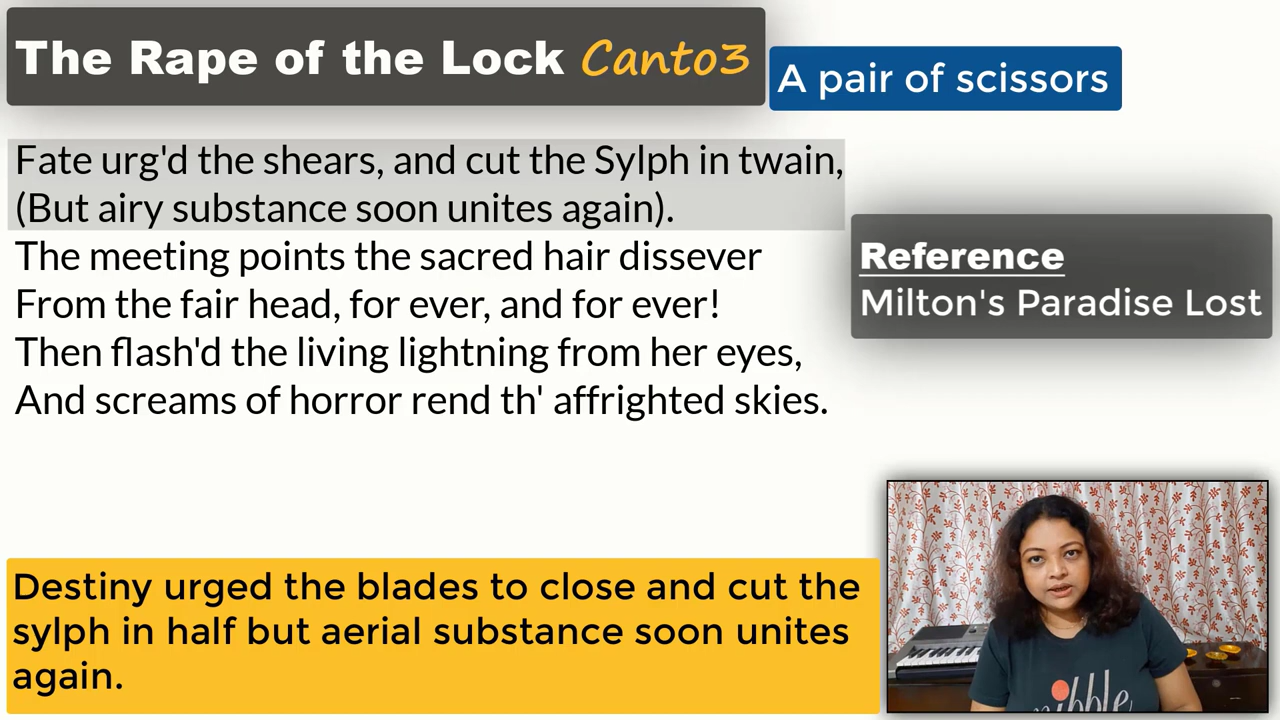 The Rape of the Lock Canto3
A pair of scissors
Fate urg'd the shears, and cut the Sylph in twain,
(But airy substance soon unites again).
The meeting points the sacred hair dissever
From the fair head, for ever, and for ever!
Then flash'd the living lightning from her eyes,
And screams of horror rend th' affrighted skies.
Reference
Milton's Paradise Lost
Destiny urged the blades to close and cut the
sylph in half but aerial substance soon unites
again.